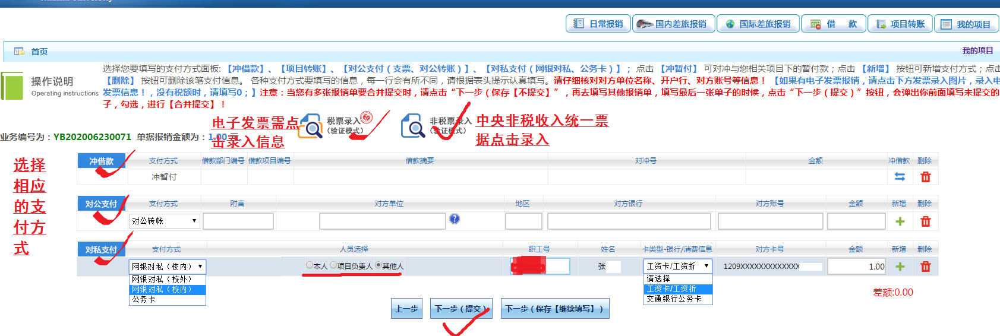 日常报销 国内差旅报销 国际差旅报销 借 款 项目转账 我的项目
首页 我的项目
操作说明
Operating instructions
选择您要填写的支付方式面板: 【冲借款】、【项目转账】、【对公支付（支票、对公转账）】、【对私支付（网银对私、公务卡）】; 点击 【冲暂付】 可对冲与您相关项目下的暂付款；点击 【新增】 按钮可新增支付方式；点击
【删除】 按钮可删除该笔支付信息。 各种支付方式要填写的信息，每一行会有所不同，请根据表头提示认真填写。请仔细核对对方单位名称、开户行、对方账号等信息！ 【如果有电子发票报销，请点击下方发票录入图片，录入电
发票信息！，没有税额时，请填写0；】注意：当您有多张报销单要合并提交时，请点击“下一步（保存【不提交】”，再去填写其他报销单，填写最后一张单子的时候，点击“下一步（提交）”按钮，会弹出你前面填写未提交的
子，勾选，进行【合并提交】！
电子发票需点
击录入信息
税票录入
（验证模式）
非税票录入
（验证模式）
中央非税收入统一票
据点击录入
业务编号为：YB202006230071 单据报销金额为：1.00 元。
选择
相应
的支
付方
式
冲借款 支付方式 借款部门编号 借款项目编号 借款摘要 对冲号 金额 冲借款 删除
冲暂付
对公支付 支付方式 附言 对方单位 地区 对方银行 对方账号 金额 新增 删除
对公转帐
对私支付 支付方式 人员选择 职工号 姓名 卡类型-银行/消费信息 对方卡号 金额 新增 删除
网银对私（校内） 本人 项目负责人 其他人 张 工资卡/工资折 1209XXXXXXXXXXXXX 1.00
网银对私（校外）
网银对私（校内）
公务卡
请选择
工资卡/工资折
交通银行公务卡
差额:0.00
上一步 下一步（提交） 下一步（保存【继续填写】）